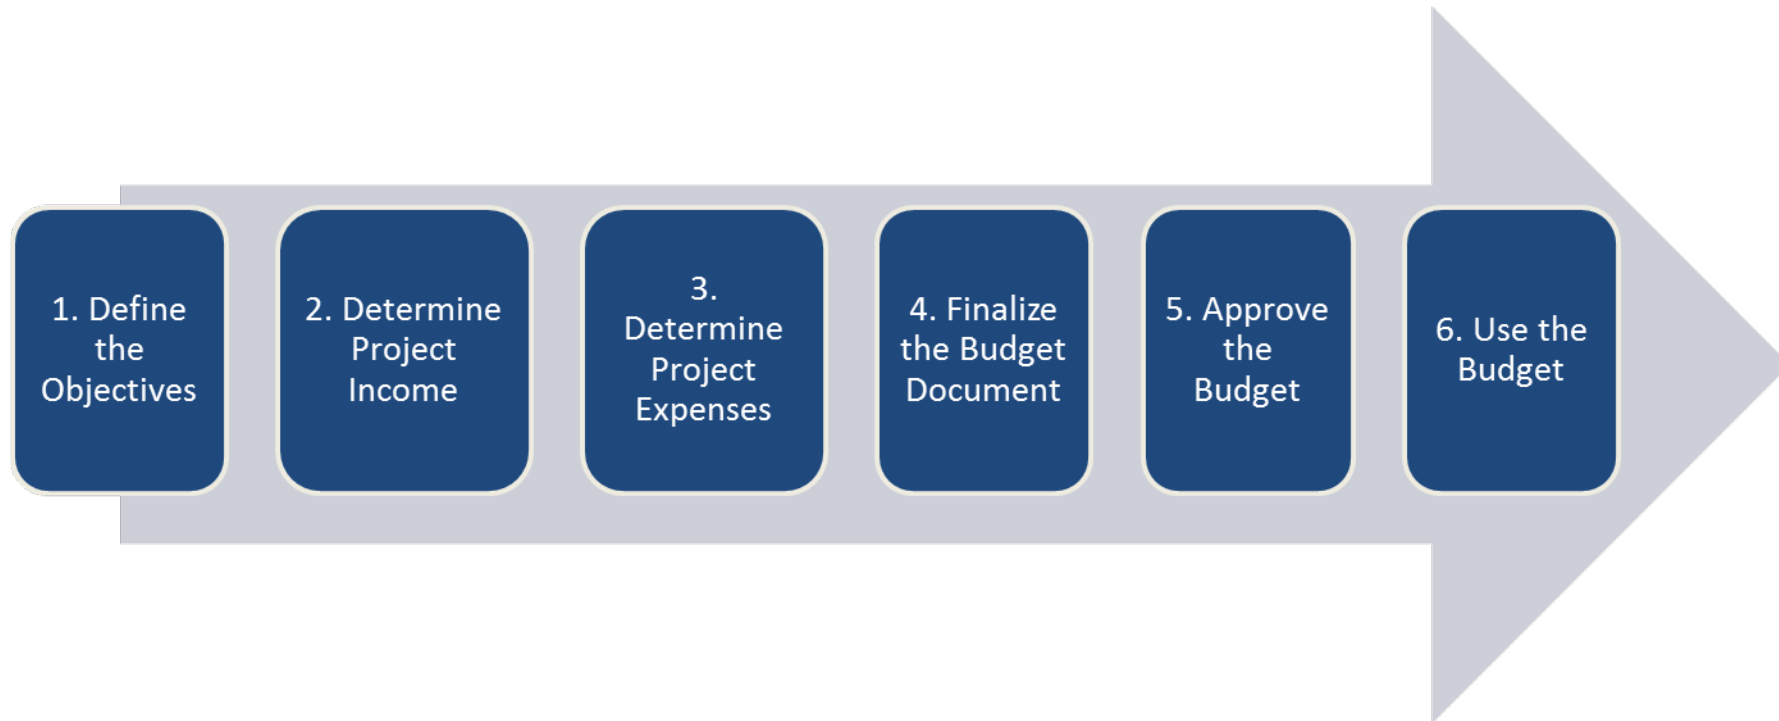 1. Define
the
Objectives
2. Determine
Project
Income
3.
Determine
Project
Expenses
4. Finalize
the Budget
Document
5. Approve
the
Budget
6. Use the
Budget